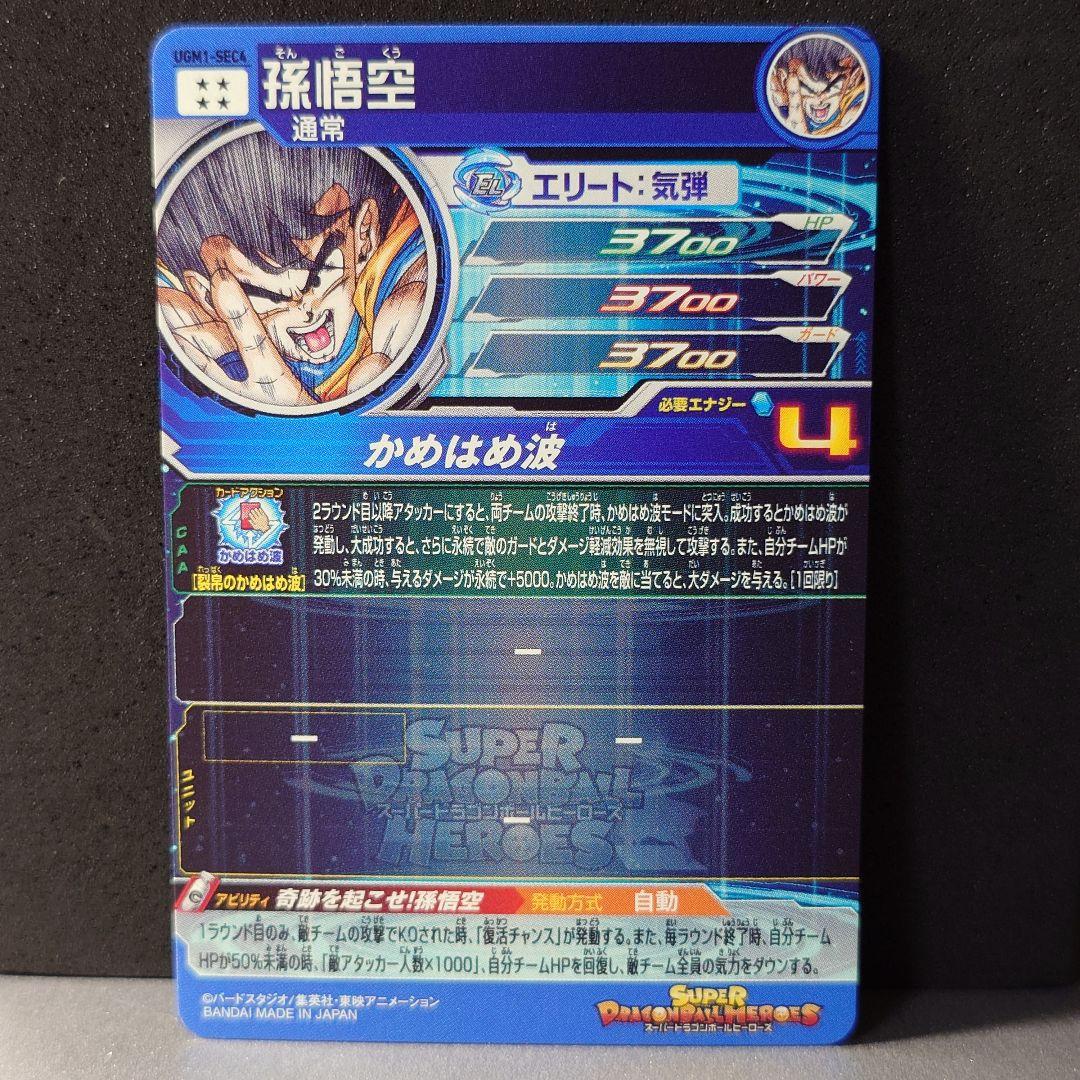 UGM1-SEC4
孫悟空
そん ご くう
通常
EL
エリート:気弾
HP
3700
パワー
3700
ガード
3700
必要エナジー
4
かめはめ波
は
CAA
カードアクション
かめはめ波
[裂帛のかめはめ波]
2ラウンド目以降アタッカーにすると、両チームの攻撃終了時、かめはめ波モードに突入。成功するとかめはめ波が
発動し、大成功すると、さらに永続で敵のガードとダメージ軽減効果を無視して攻撃する。また、自分チームHPが
30%未満の時、与えるダメージが永続で+5000。かめはめ波を敵に当てると、大ダメージを与える。[1回限り]
ー
ユニット
ー
ー
ー
SUPER
DRAGONBALL
スーパードラゴンボールヒーローズ
HEROES
アビリティ
奇跡を起こせ!孫悟空
発動方式
自動
1ラウンド目のみ、敵チームの攻撃でKOされた時、「復活チャンス」が発動する。また、毎ラウンド終了時、自分チーム
HPが50%未満の時、「敵アタッカー人数×1000」、自分チームHPを回復し、敵チーム全員の気力をダウンする。
©バードスタジオ/集英社・東映アニメーション
BANDAI MADE IN JAPAN
SUPER
DRAGONBALL HEROES
スーパードラゴンボールヒーローズ